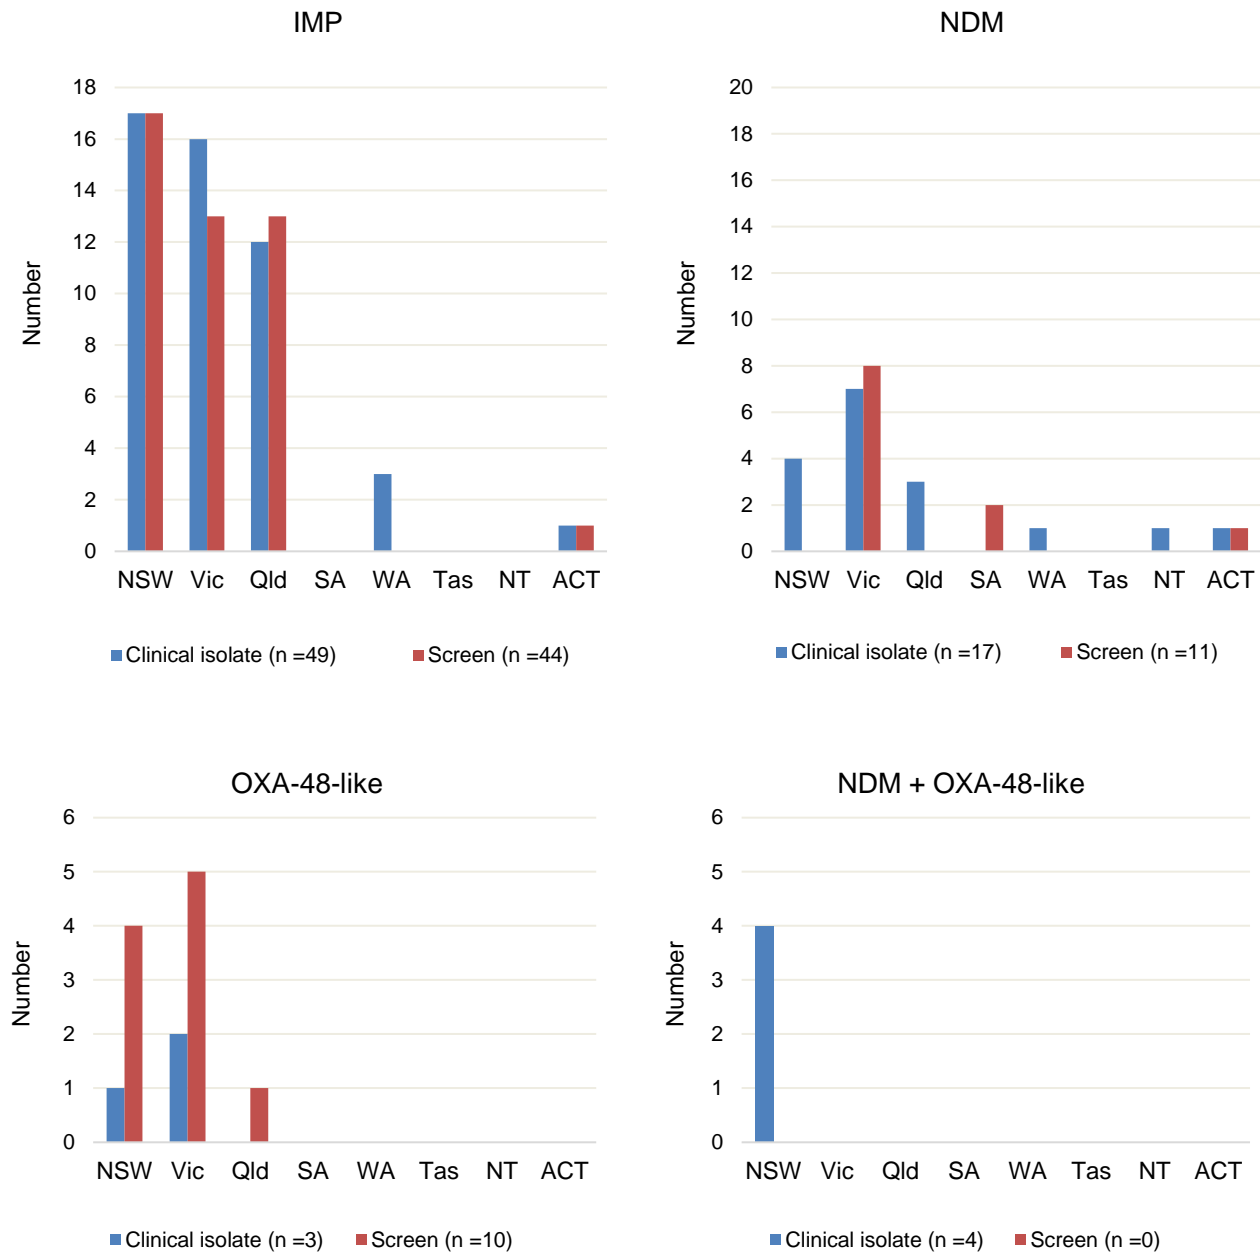 IMP
18
16
14
12
10
8
6
4
2
0
Number
NSW Vic Qld SA WA Tas NT ACT
Clinical isolate (n =49) Screen (n =44)
NDM
20
18
16
14
12
10
8
6
4
2
0
Number
NSW Vic Qld SA WA Tas NT ACT
Clinical isolate (n =17) Screen (n =11)
OXA-48-like
6
5
4
3
2
1
0
Number
NSW Vic Qld SA WA Tas NT ACT
Clinical isolate (n =3) Screen (n =10)
NDM + OXA-48-like
6
5
4
3
2
1
0
Number
NSW Vic Qld SA WA Tas NT ACT
Clinical isolate (n =4) Screen (n =0)